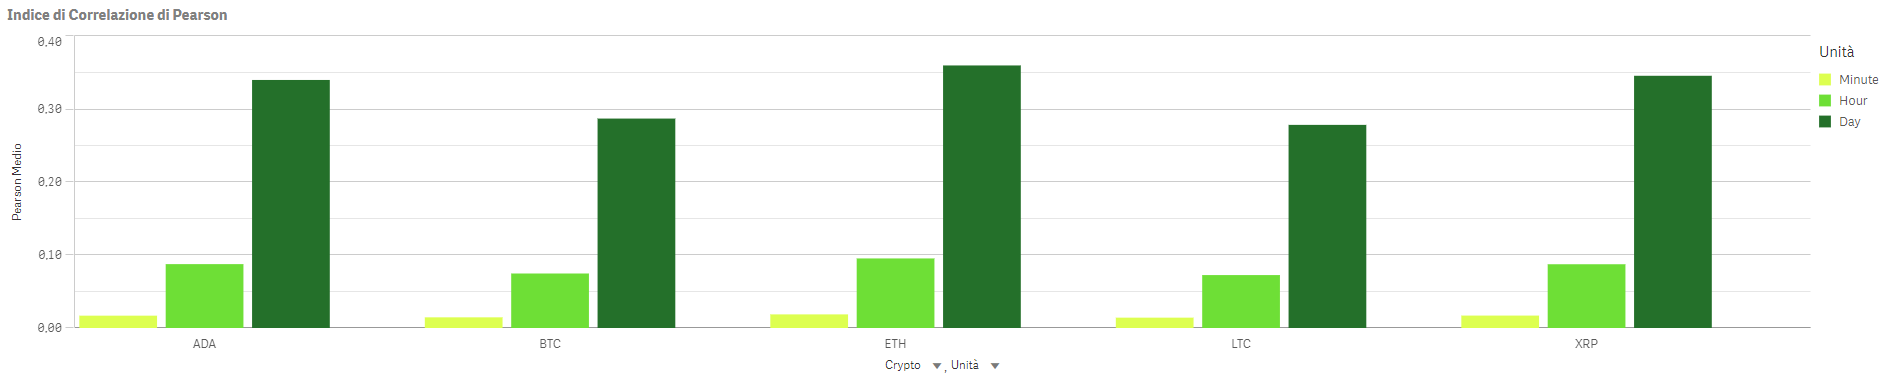 Indice di Correlazione di Pearson
Pearson Medio
0,40
0,30
0,20
0,10
0,00
ADA BTC ETH LTC XRP
Crypto , Unità
Unità
Minute
Hour
Day